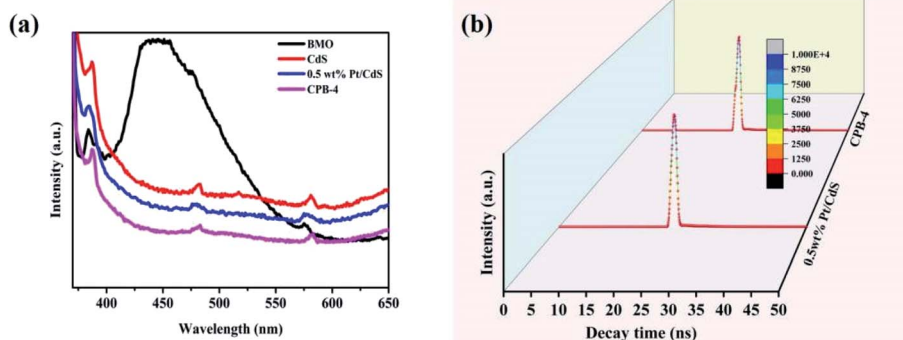 (a)
BMO
CdS
0.5 wt% Pt/CdS
CPB-4
Intensity (a.u.)
400 450 500 550 600 650
Wavelength (nm)
(b)
1.000E+4
8750
7500
6250
5000
3750
2500
1250
0.000
CPB-4
0.5wt% Pt/CdS
Intensity (a.u.)
0 5 10 15 20 25 30 35 40 45 50
Decay time (ns)